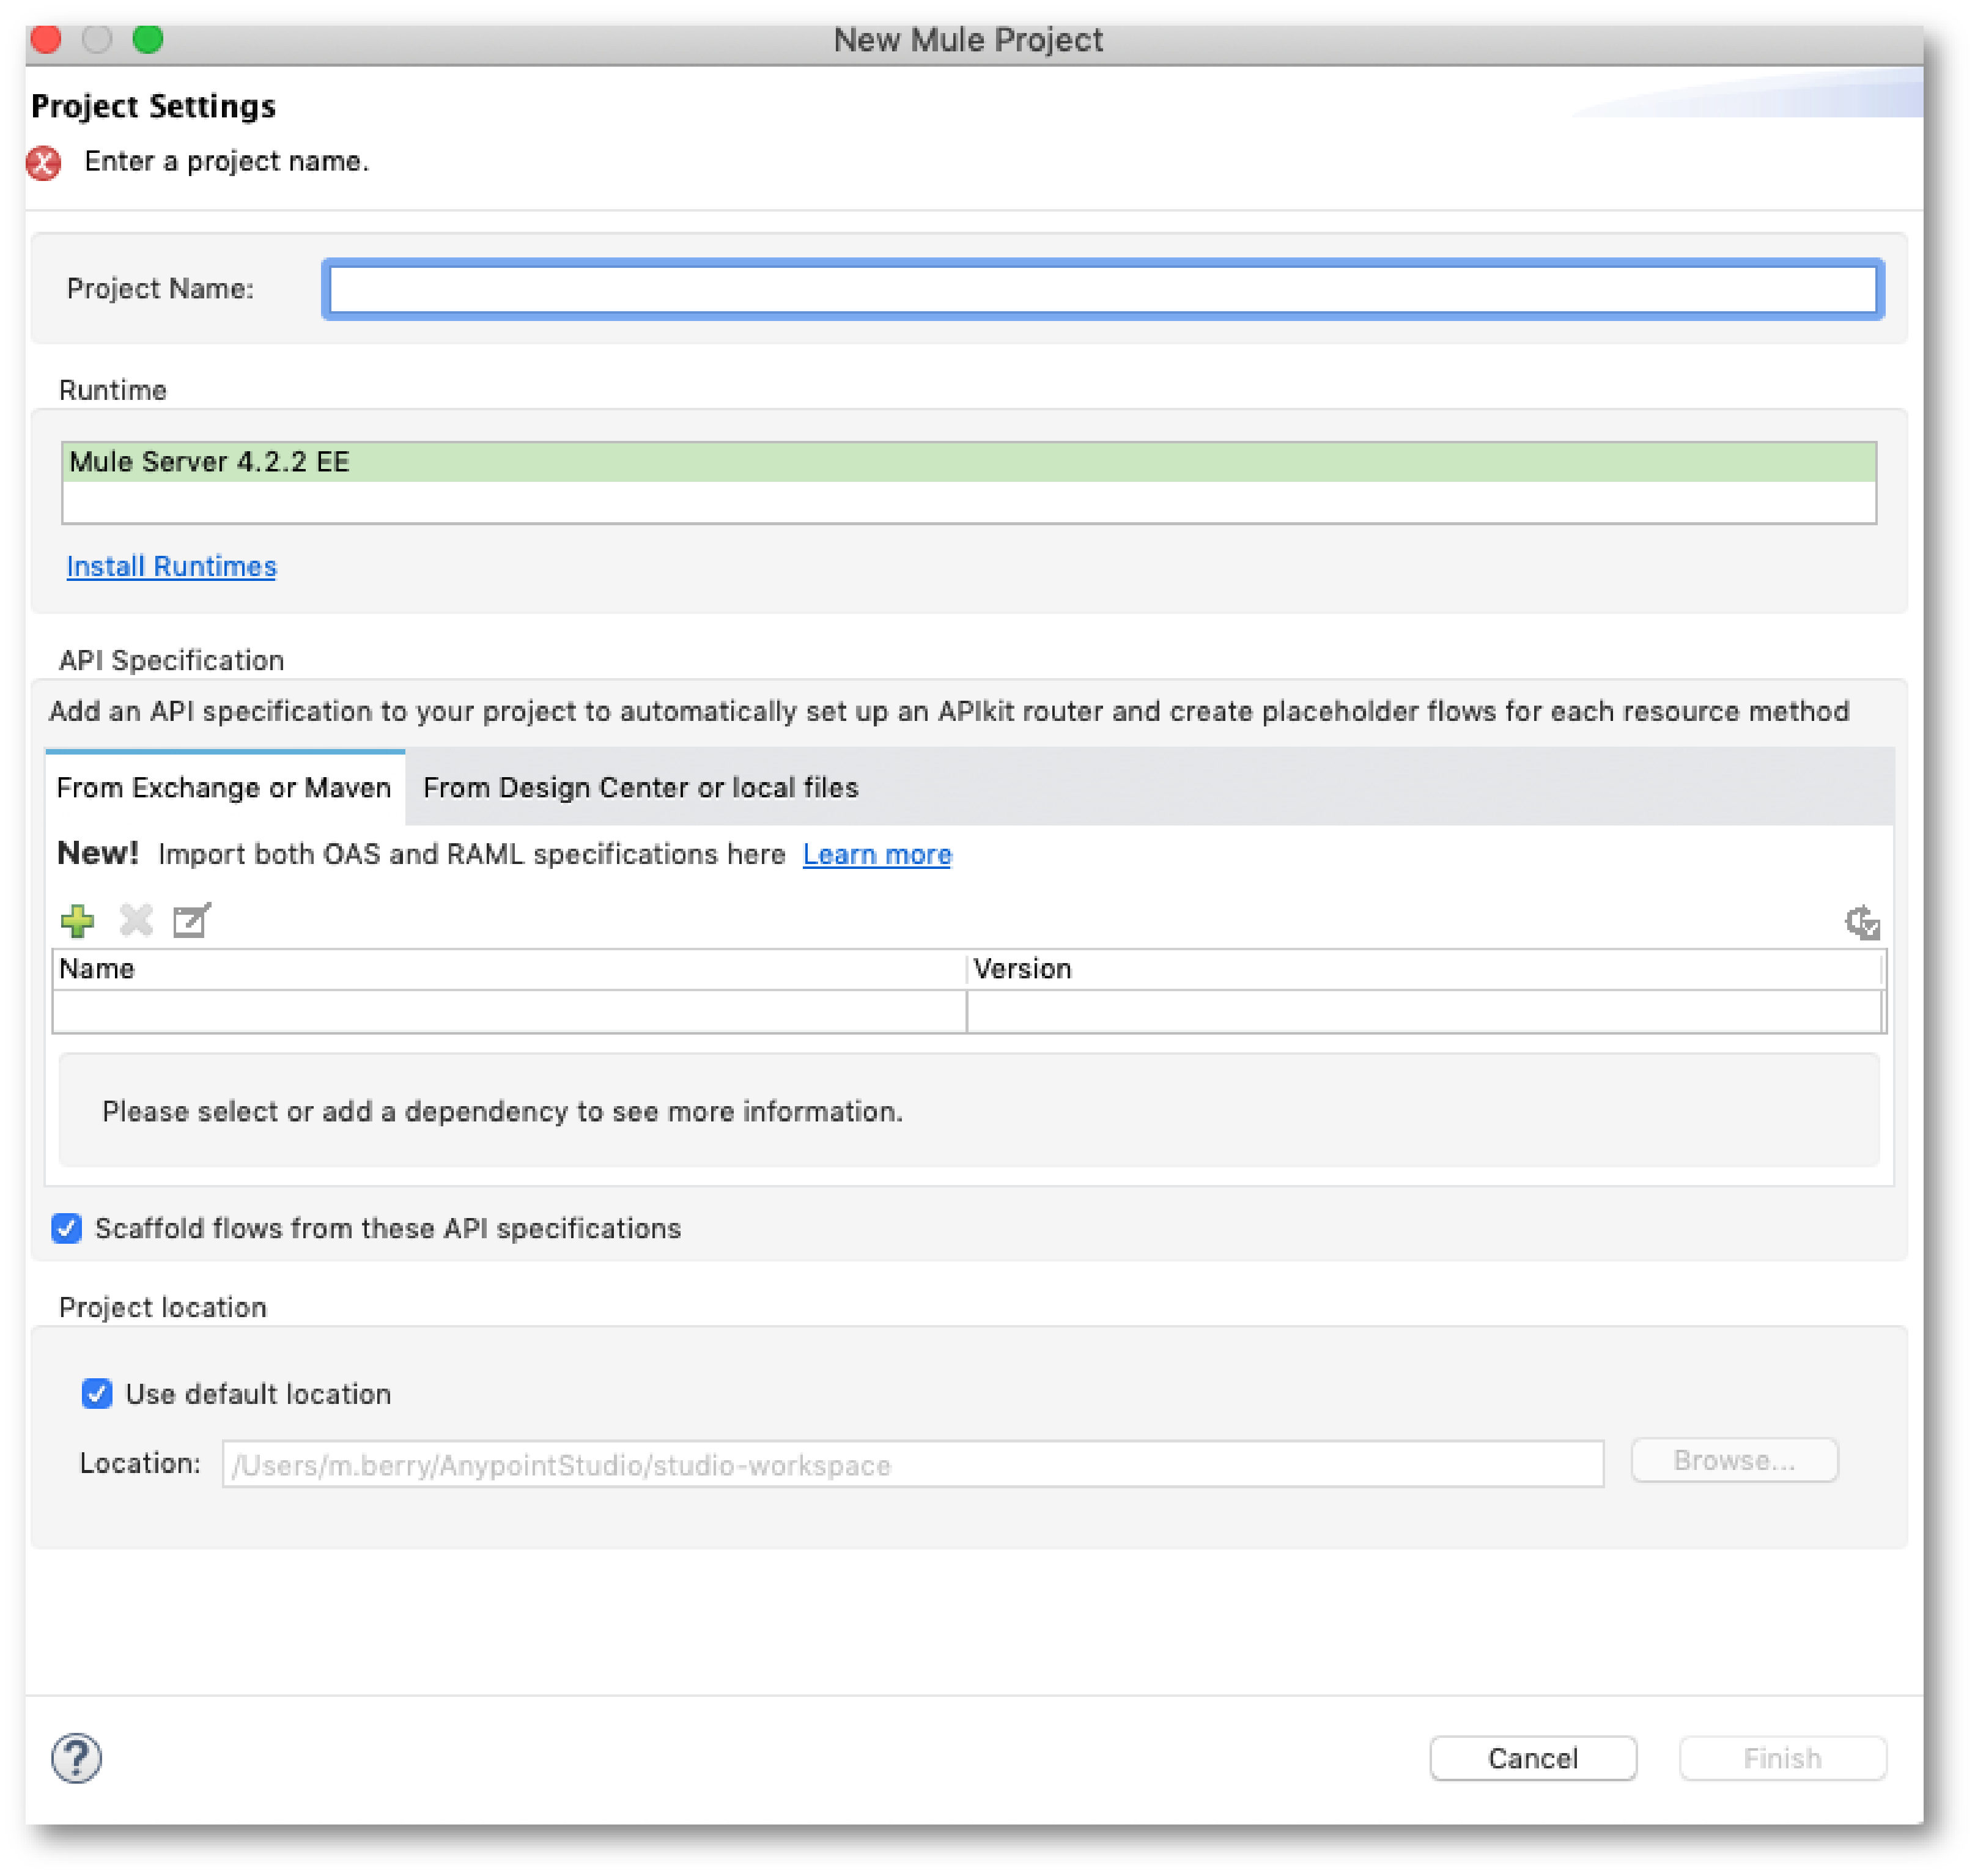 New Mule Project
Project Settings
Enter a project name.
Project Name:
Runtime
Mule Server 4.2.2 EE
Install Runtimes
API Specification
Add an API specification to your project to automatically set up an APIkit router and create placeholder flows for each resource method
From Exchange or Maven From Design Center or local files
New! Import both OAS and RAML specifications here Learn more
Name Version
Please select or add a dependency to see more information.
Scaffold flows from these API specifications
Project location
Use default location
Location: /Users/m.berry/AnypointStudio/studio-workspace Browse...
? Cancel Finish